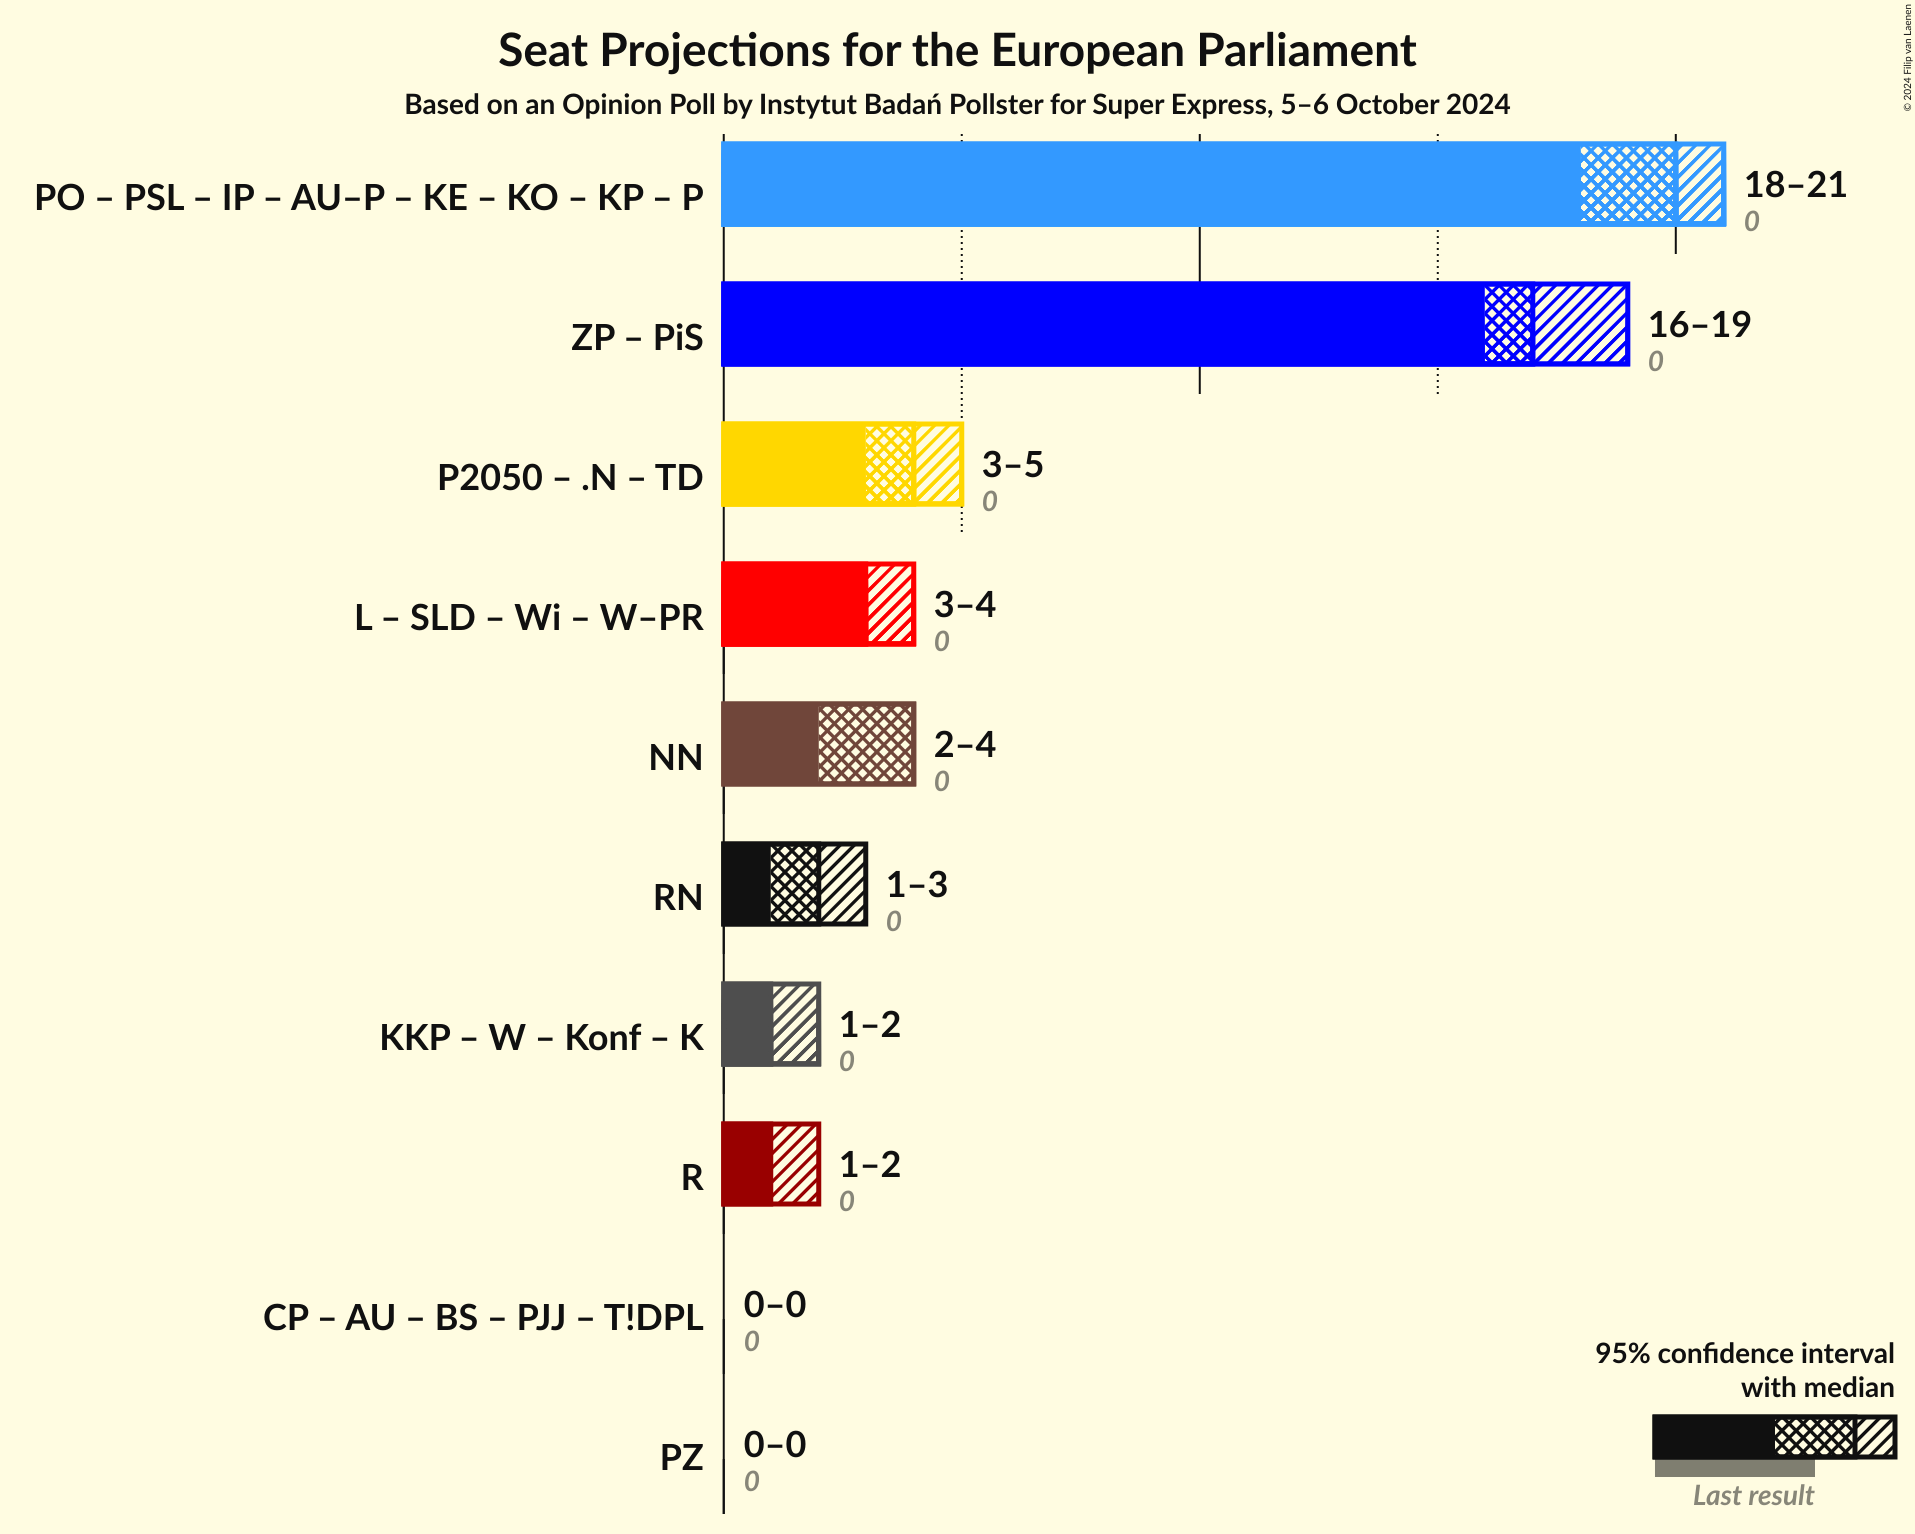 Seat Projections for the European Parliament
Based on an Opinion Poll by Instytut Badań Pollster for Super Express, 5–6 October 2024
© 2024 Filip van Laenen
PO – PSL – IP – AU–P – KE – KO – KP – P
18–21
0
ZP – PiS
16–19
0
P2050 – .N – TD
3–5
0
L – SLD – Wi – W–PR
3–4
0
NN
2–4
0
RN
1–3
0
KKP – W – Konf – K
1–2
0
R
1–2
0
CP – AU – BS – PJJ – T!DPL
0–0
0
PZ
0–0
0
95% confidence interval
with median
Last result